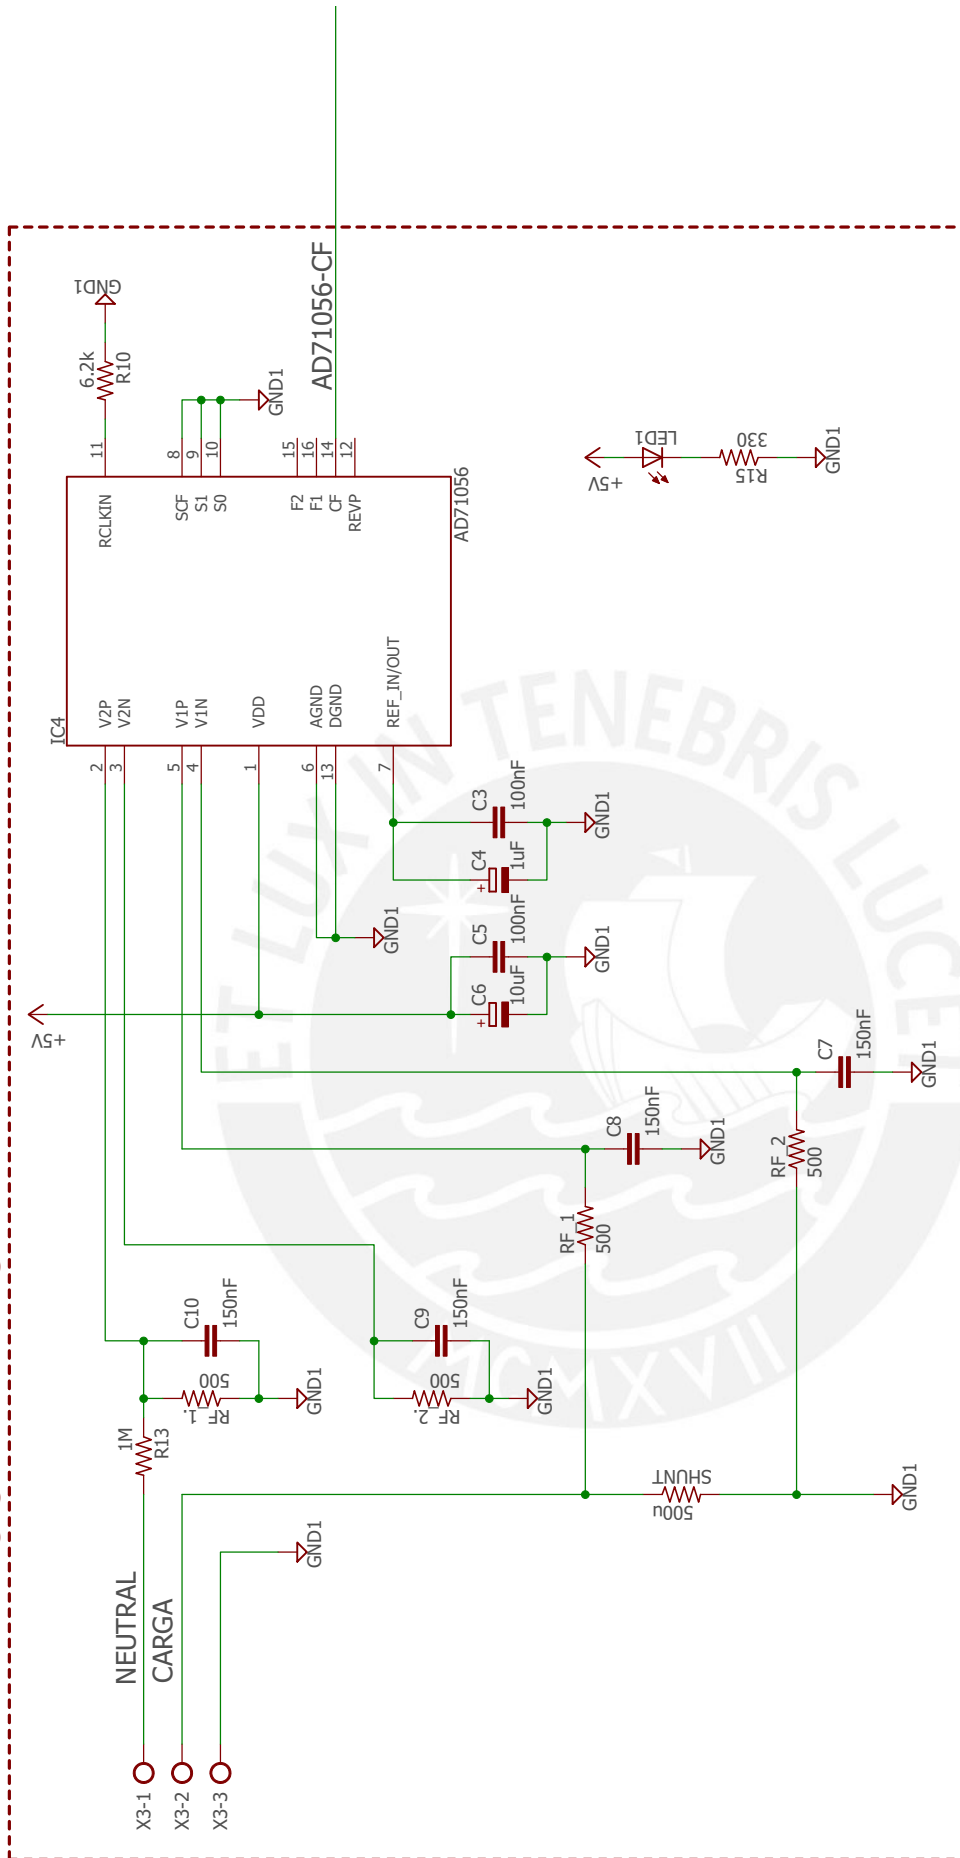 AD71056-CF
GND1
6.2k
R10
GND1
11
RCLKIN
8
SCF
9
S1
10
S0
15
F2
16
F1
14
CF
12
REVP
AD71056
IC4
V2P
2
V2N
3
V1P
5
V1N
4
VDD
1
AGND
6
DGND
13
REF_IN/OUT
7
+5V
LED1
330
R15
GND1
C3
100nF
C4
1uF
+
GND1
GND1
C5
100nF
C6
10uF
+
GND1
+5V
C7
150nF
GND1
C8
150nF
GND1
RF_2
500
RF_1
500
C10
150nF
500
RF_1.
GND1
C9
150nF
500
RF_2.
GND1
1M
R13
SHUNT
500u
GND1
GND1
NEUTRAL
CARGA
X3-1
X3-2
X3-3
ET LUX IN TENEBRIS LUCET
MCMXVII